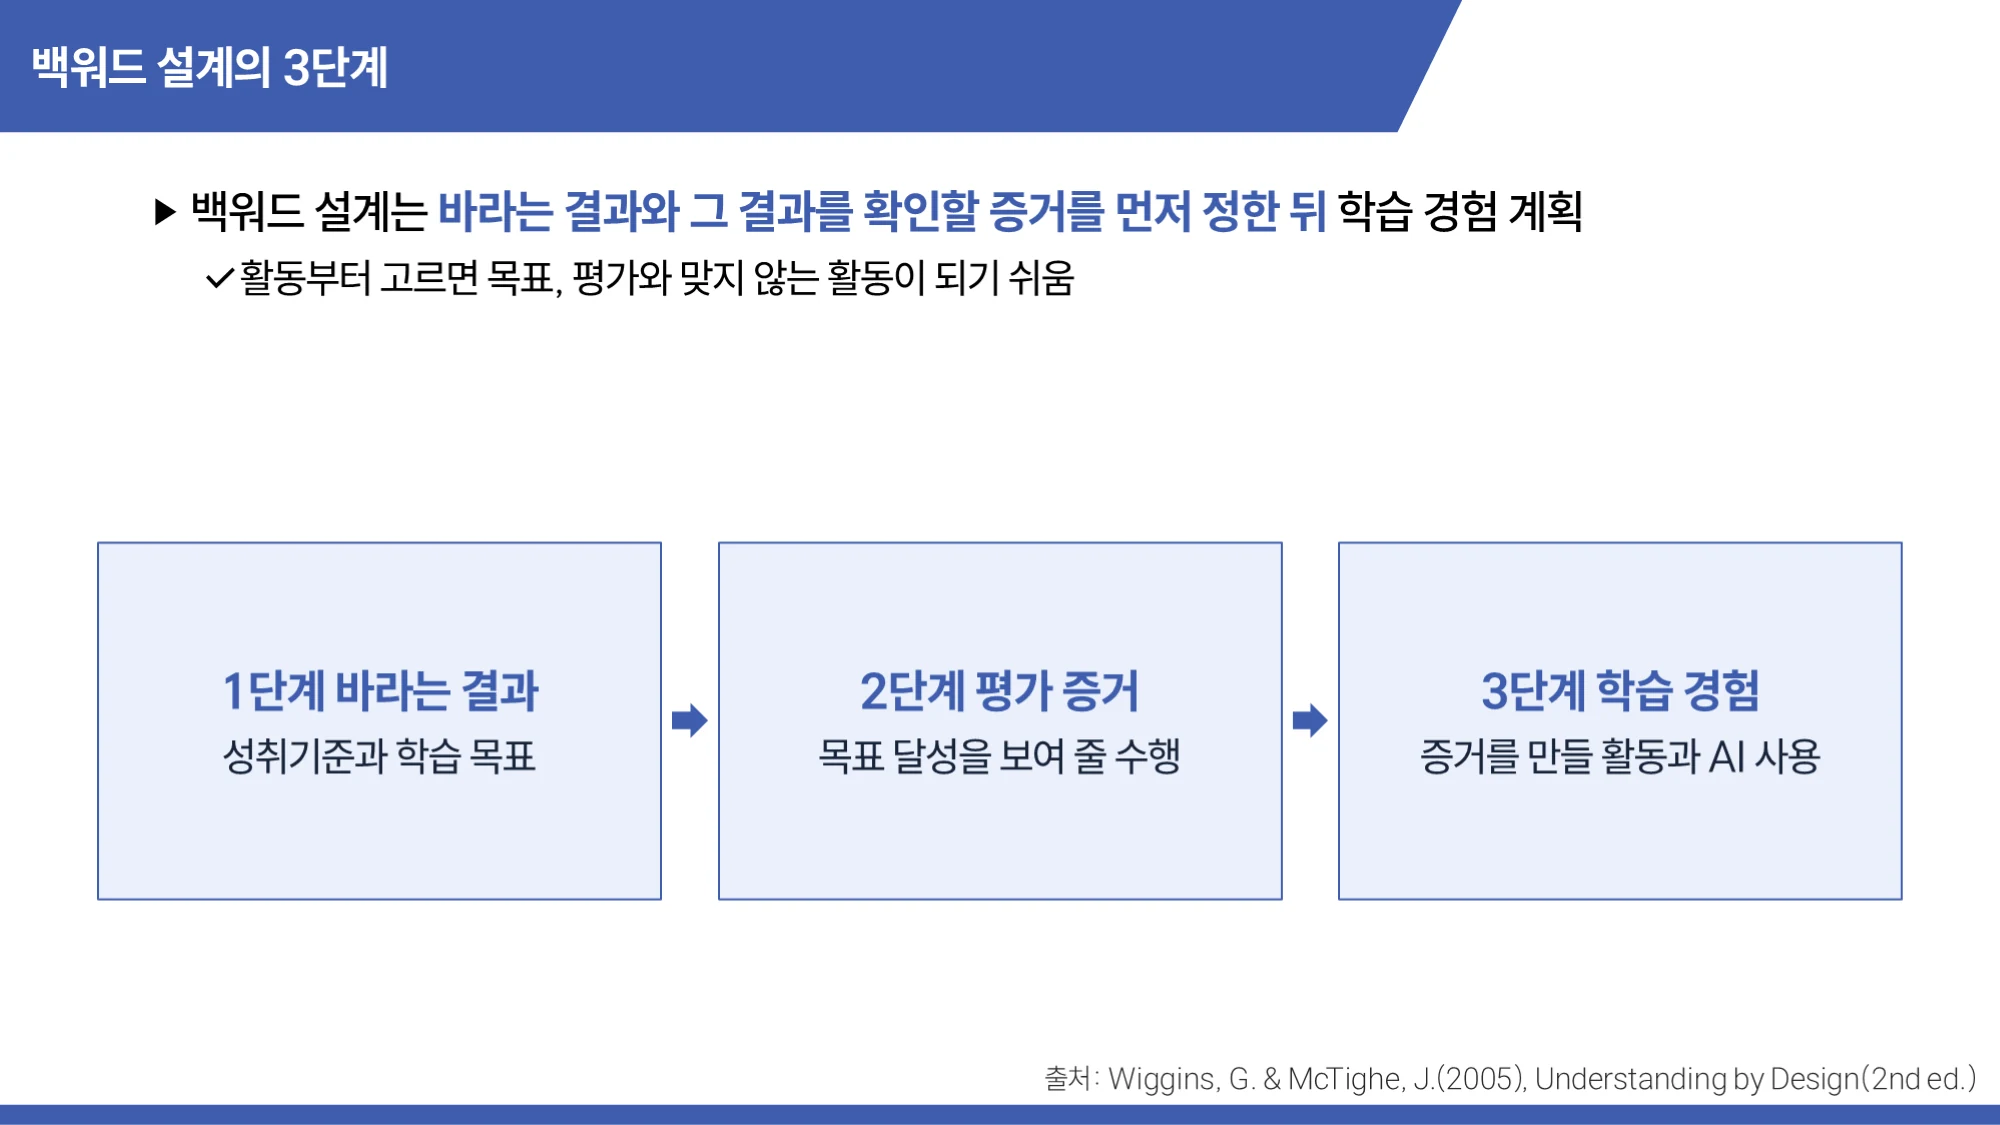 백워드 설계의 3단계
▶ 백워드 설계는 바라는 결과와 그 결과를 확인할 증거를 먼저 정한 뒤 학습 경험 계획
✓활동부터 고르면 목표, 평가와 맞지 않는 활동이 되기 쉬움
1단계 바라는 결과
성취기준과 학습 목표
2단계 평가 증거
목표 달성을 보여 줄 수행
3단계 학습 경험
증거를 만들 활동과 AI 사용
출처: Wiggins, G. & McTighe, J.(2005), Understanding by Design(2nd ed.)